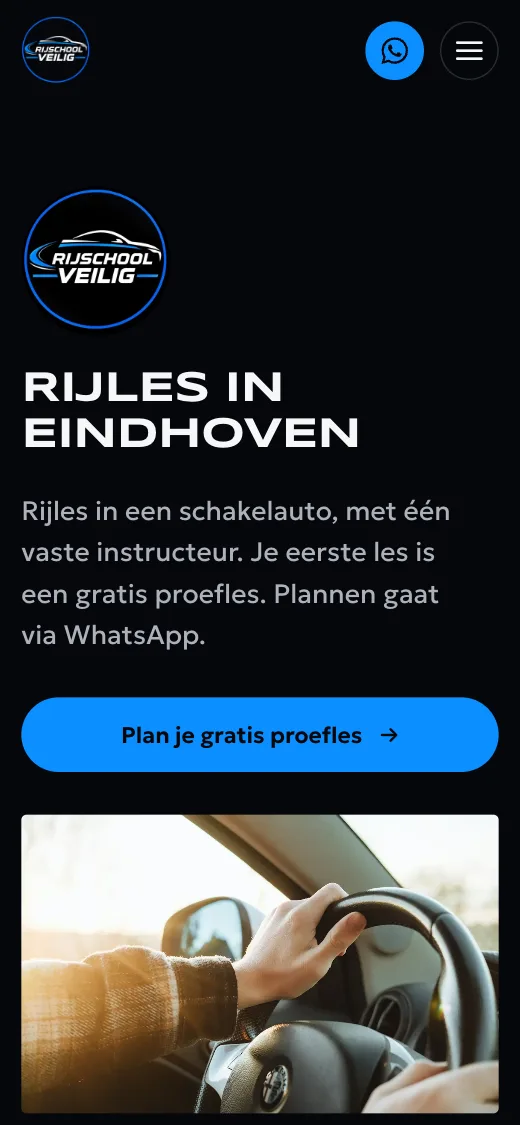 RIJSCHOOL
VEILIG
RIJSCHOOL
VEILIG
RIJLES IN
EINDHOVEN
Rijles in een schakelauto, met één
vaste instructeur. Je eerste les is
een gratis proefles. Plannen gaat
via WhatsApp.
Plan je gratis proefles →